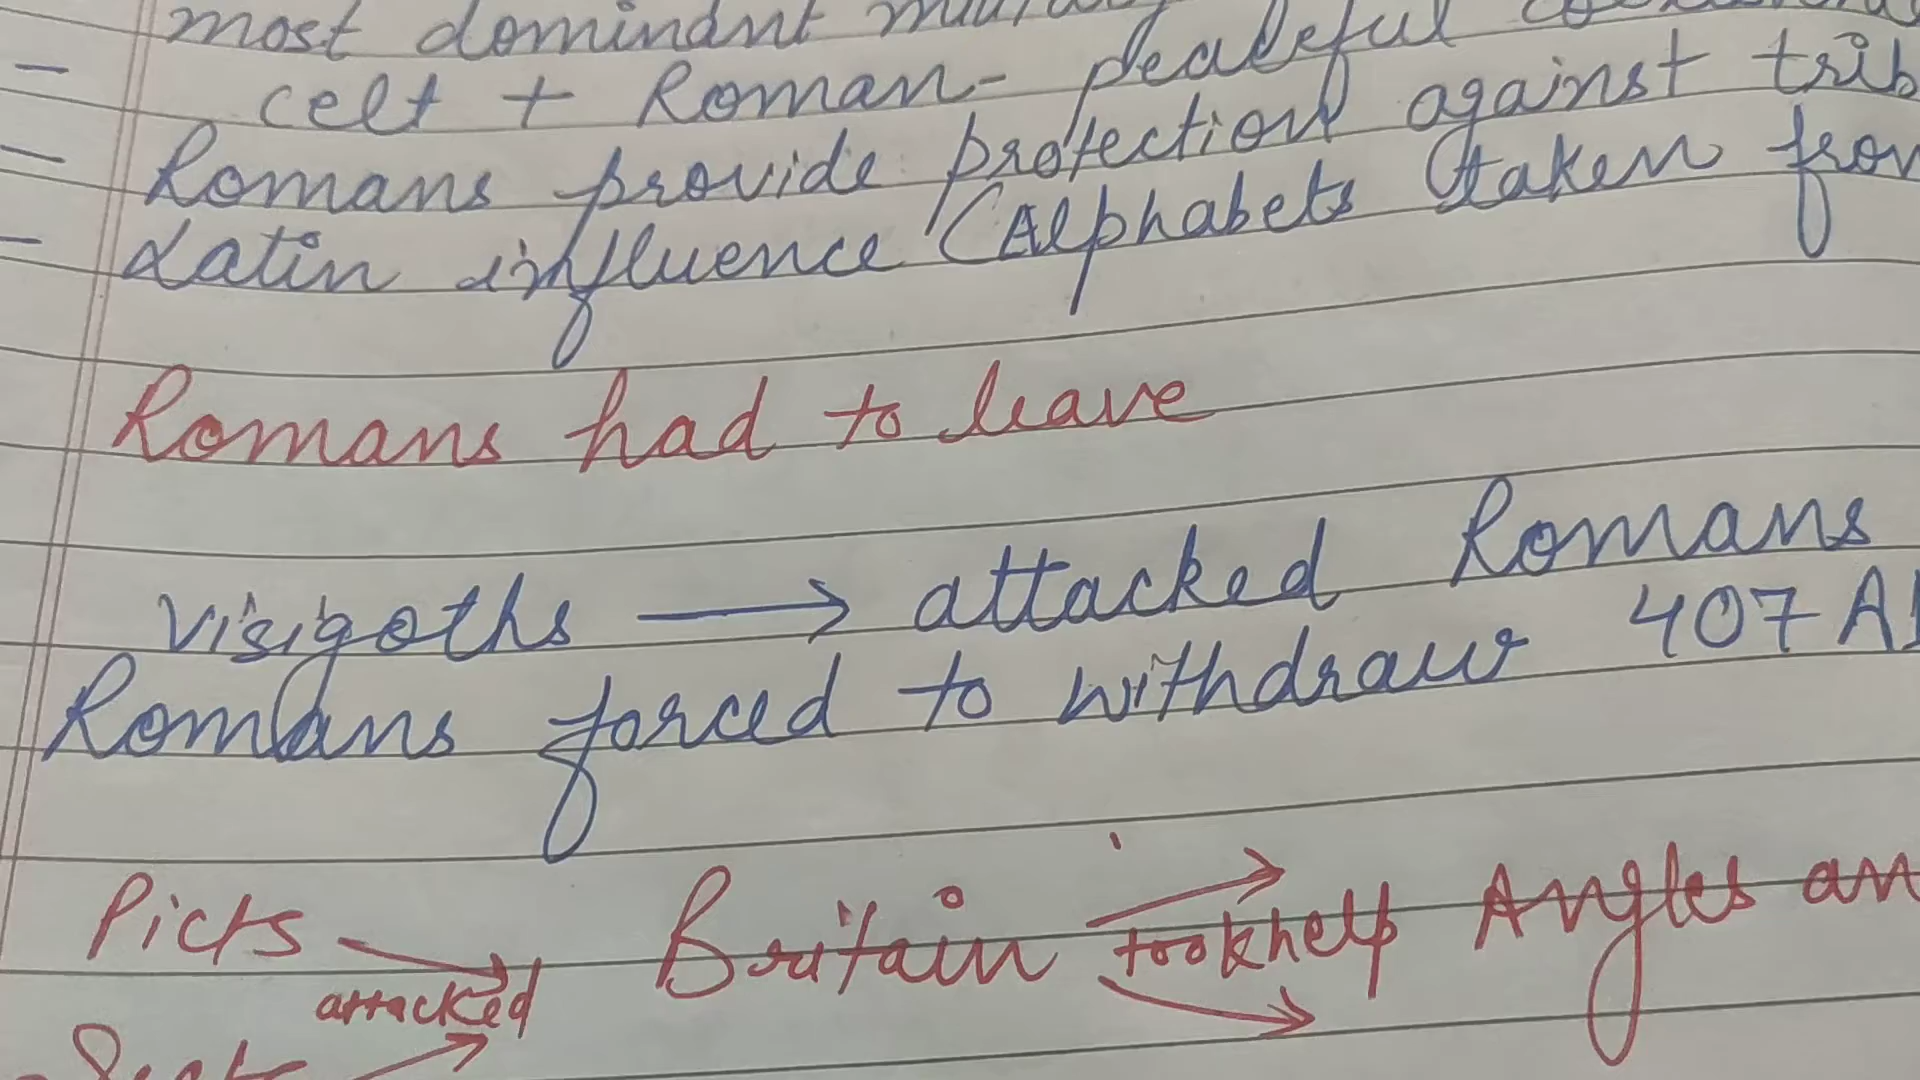 most dominant
- celt + Roman - peaceful
- Romans provide protection against
- Latin influence (Alphabets taken
Romans had to leave
Visigoths → attacked Romans
Romans forced to withdraw 407 AD
Picts → attacked Britain → took help Angles